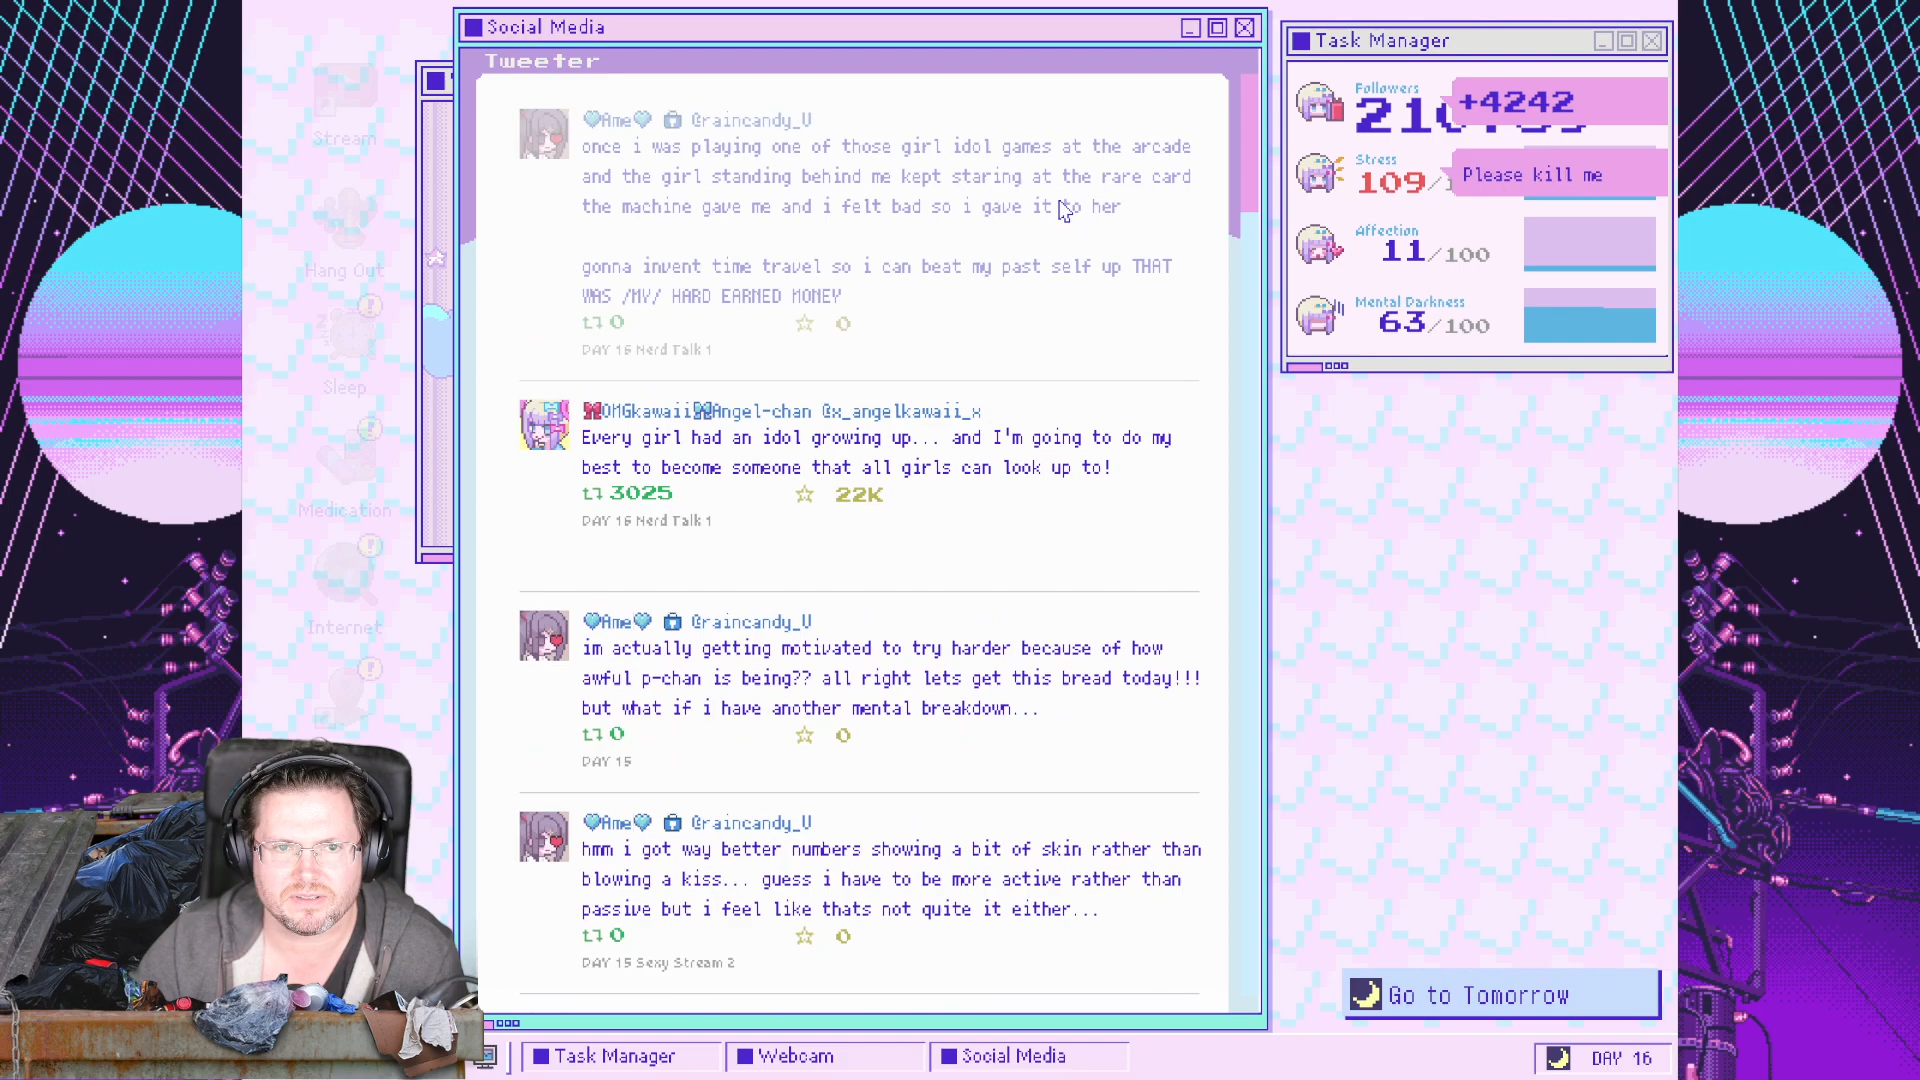 Social Media
Tweeter
Ame @raincandy_U
once i was playing one of those girl idol games at the arcade
and the girl standing behind me kept staring at the rare card
the machine gave me and i felt bad so i gave it to her
gonna invent time travel so i can beat my past self up THAT
WAS /MY/ HARD EARNED MONEY
0 0
DAY 16 Nerd Talk 1
OMGkawaiiAngel-chan @x_angelkawaii_x
Every girl had an idol growing up... and I'm going to do my
best to become someone that all girls can look up to!
3025 22K
DAY 16 Nerd Talk 1
Ame @raincandy_U
im actually getting motivated to try harder because of how
awful p-chan is being?? all right lets get this bread today!!!
but what if i have another mental breakdown...
0 0
DAY 15
Ame @raincandy_U
hmm i got way better numbers showing a bit of skin rather than
blowing a kiss... guess i have to be more active rather than
passive but i feel like thats not quite it either...
0 0
DAY 15 Sexy Stream 2
Stream
Hang Out
Sleep
Medication
Internet
Task Manager
Followers
+4242
Stress
109/1
Please kill me
Affection
11/100
Mental Darkness
63/100
Go to Tomorrow
Task Manager
Webcam
Social Media
DAY 16